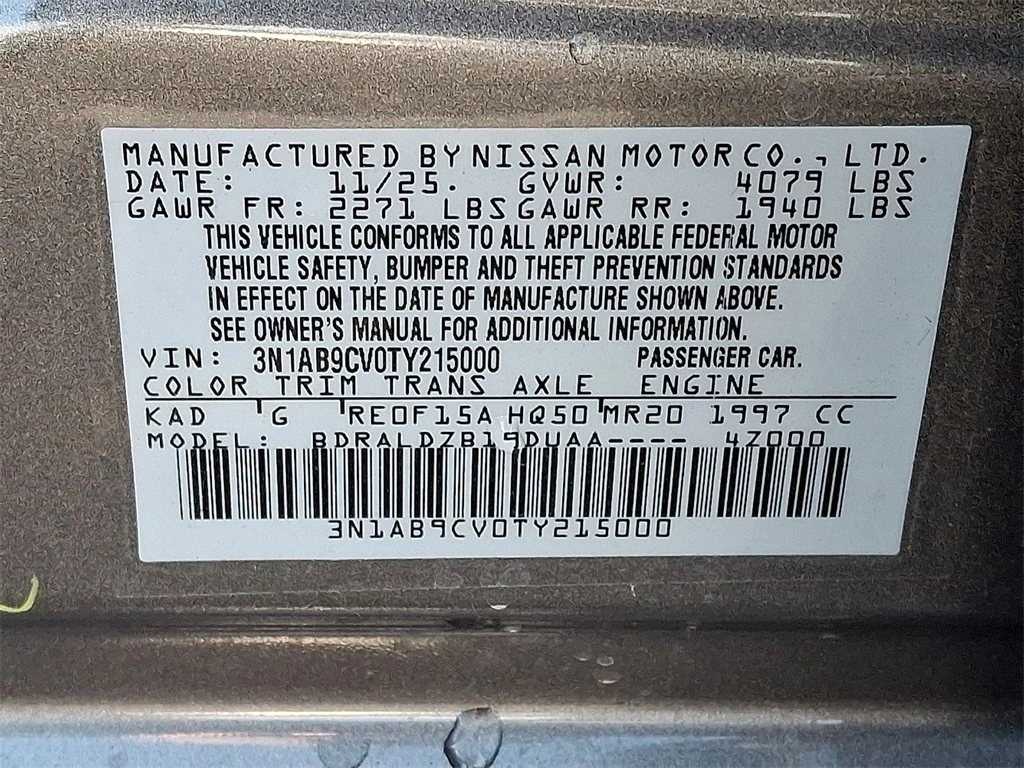 MANUFACTURED BY NISSAN MOTOR CO., LTD.
DATE: 11/25. GVWR: 4079 LBS
GAWR FR: 2271 LBS GAWR RR: 1940 LBS
THIS VEHICLE CONFORMS TO ALL APPLICABLE FEDERAL MOTOR
VEHICLE SAFETY, BUMPER AND THEFT PREVENTION STANDARDS
IN EFFECT ON THE DATE OF MANUFACTURE SHOWN ABOVE.
SEE OWNER'S MANUAL FOR ADDITIONAL INFORMATION.
VIN: 3N1AB9CV0TY215000 PASSENGER CAR.
COLOR TRIM TRANS AXLE ENGINE
KAD G RE0F15A HQ50 MR20 1997 CC
MODEL: BDRALDZB19DUAA---- 4Z000
3N1AB9CV0TY215000